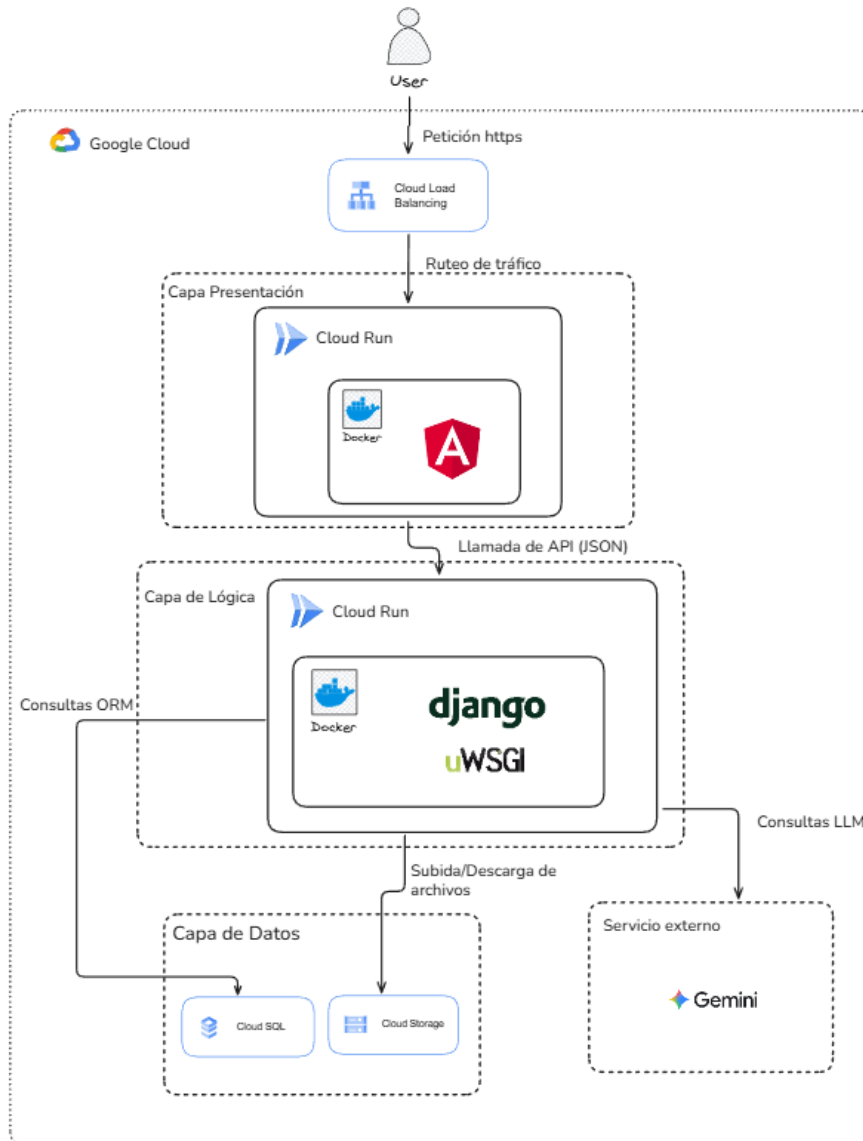 User
Google Cloud
Petición https
Cloud Load
Balancing
Ruteo de tráfico
Capa Presentación
Cloud Run
Docker
A
Llamada de API (JSON)
Capa de Lógica
Cloud Run
Consultas ORM
Docker
django
uWSGI
Consultas LLM
Subida/Descarga de
archivos
Capa de Datos
Servicio externo
Gemini
Cloud SQL
Cloud Storage